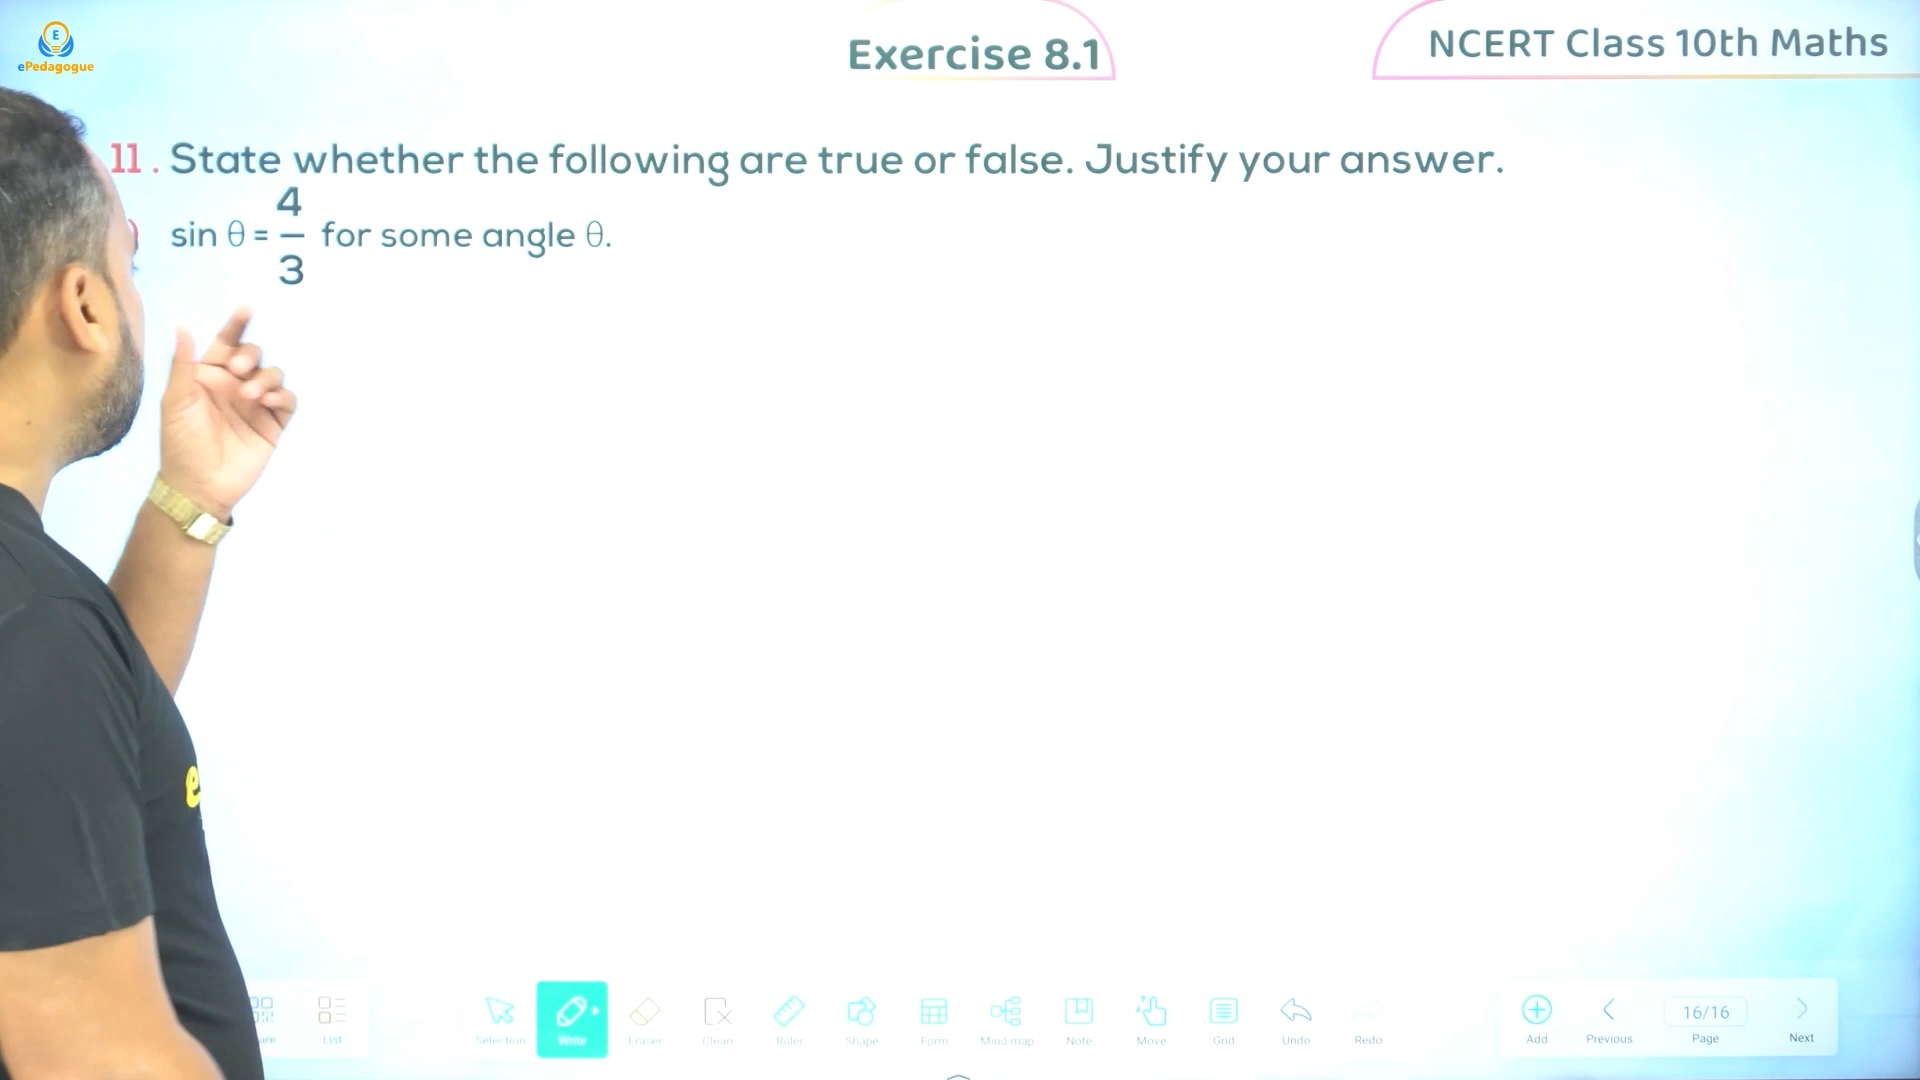 E
ePedagogue
Exercise 8.1
NCERT Class 10th Maths
11. State whether the following are true or false. Justify your answer.
) sin θ = 4/3 for some angle θ.
e
are
List
Selection
Write
Eraser
Clean
Ruler
Shape
Form
Mind map
Note
Move
Grid
Undo
Redo
Add
Previous
16/16
Page
Next